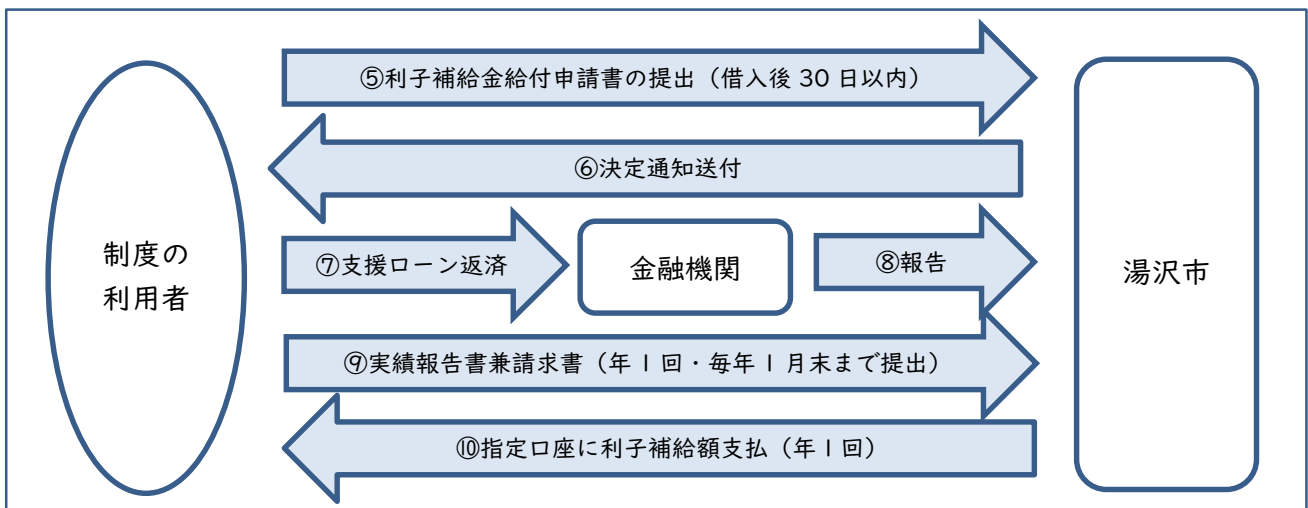 ⑤利子補給金給付申請書の提出（借入後 30 日以内）
⑥決定通知送付
制度の
利用者
⑦支援ローン返済
金融機関
⑧報告
湯沢市
⑨実績報告書兼請求書（年1回・毎年1月末まで提出）
⑩指定口座に利子補給額支払（年1回）